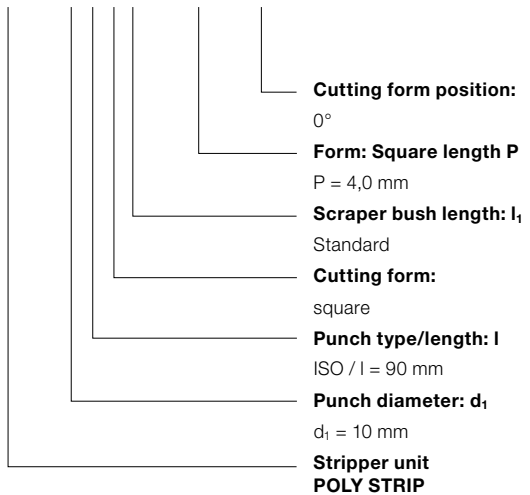 Cutting form position:
0°
Form: Square length P
P = 4,0 mm
Scraper bush length: l₁
Standard
Cutting form:
square
Punch type/length: l
ISO / l = 90 mm
Punch diameter: d₁
d₁ = 10 mm
Stripper unit
POLY STRIP